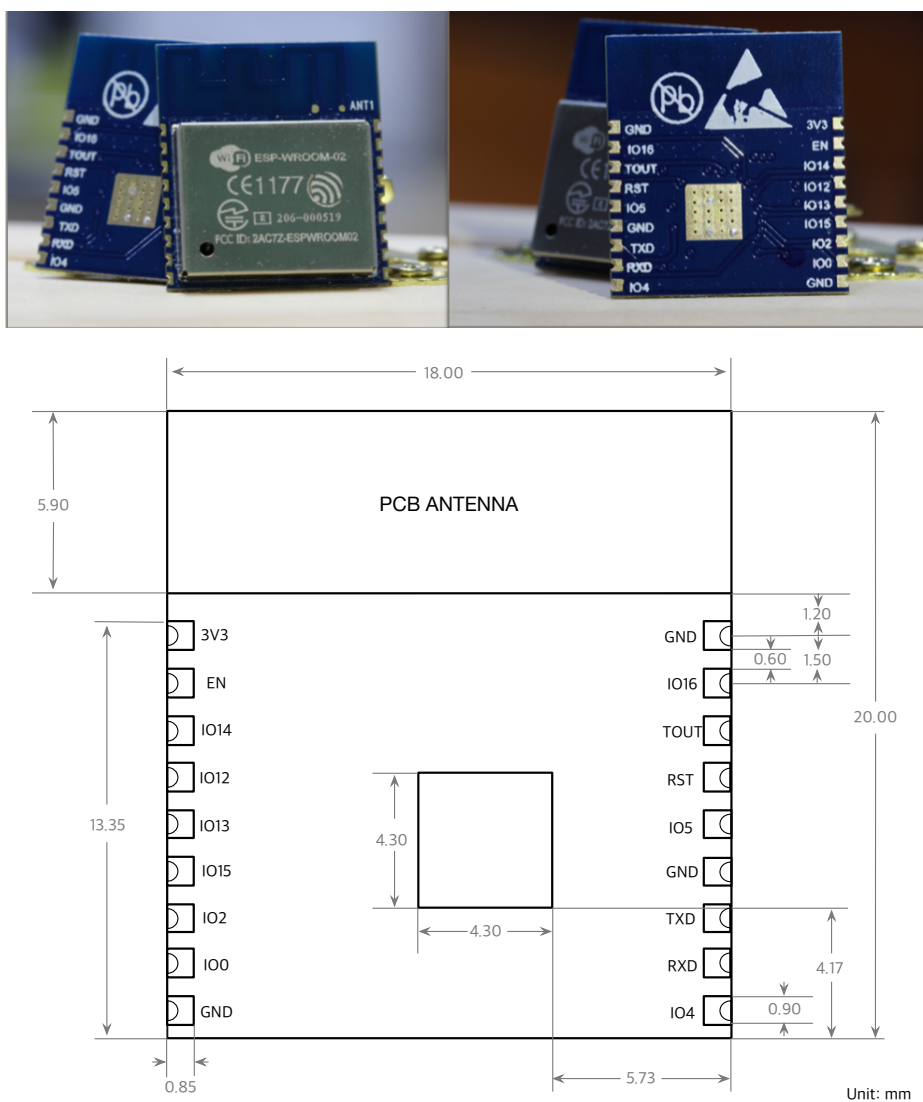 Pb
GND
IO16
TOUT
RST
IO5
GND
TXD
RXD
IO4
ANT1
Wi Fi ESP-WROOM-02
CE1177
R 206-000519
FCC ID: 2AC7Z-ESPWROOM02
Pb
GND 3V3
IO16 EN
TOUT IO14
RST IO12
IO5 IO13
GND IO15
TXD IO2
RXD IO0
IO4 GND
18.00
5.90
PCB ANTENNA
1.20
3V3 GND
0.60 1.50
EN IO16
20.00
IO14 TOUT
IO12 RST
13.35
IO13 IO5
4.30
IO15 GND
IO2 TXD
4.30
IO0 RXD
4.17
GND IO4
0.90
0.85
5.73
Unit: mm